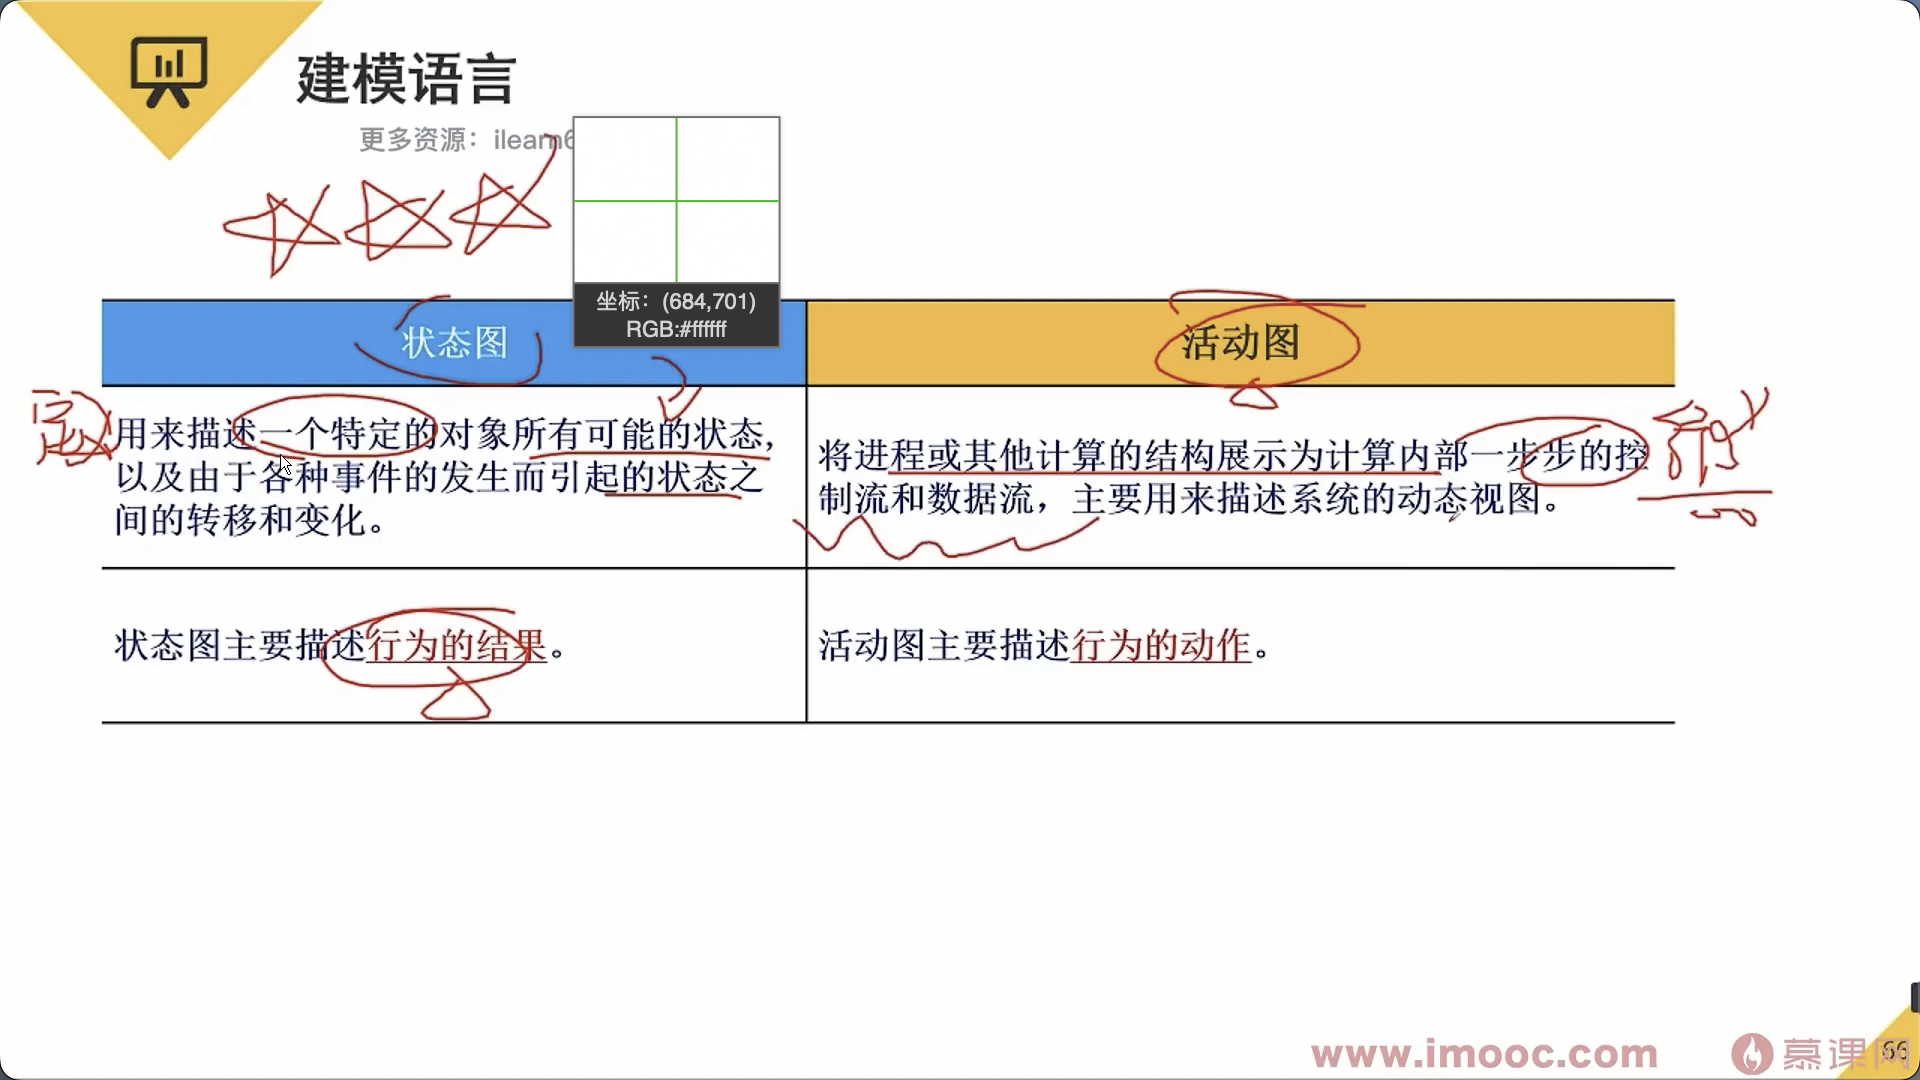 建模语言
更多资源：ilearn6
坐标：(684,701)
RGB:#ffffff
状态图
活动图
用来描述一个特定的对象所有可能的状态，
以及由于各种事件的发生而引起的状态之
间的转移和变化。
将进程或其他计算的结构展示为计算内部一步步的控
制流和数据流，主要用来描述系统的动态视图。
状态图主要描述行为的结果。
活动图主要描述行为的动作。
www.imooc.com
慕课网
66